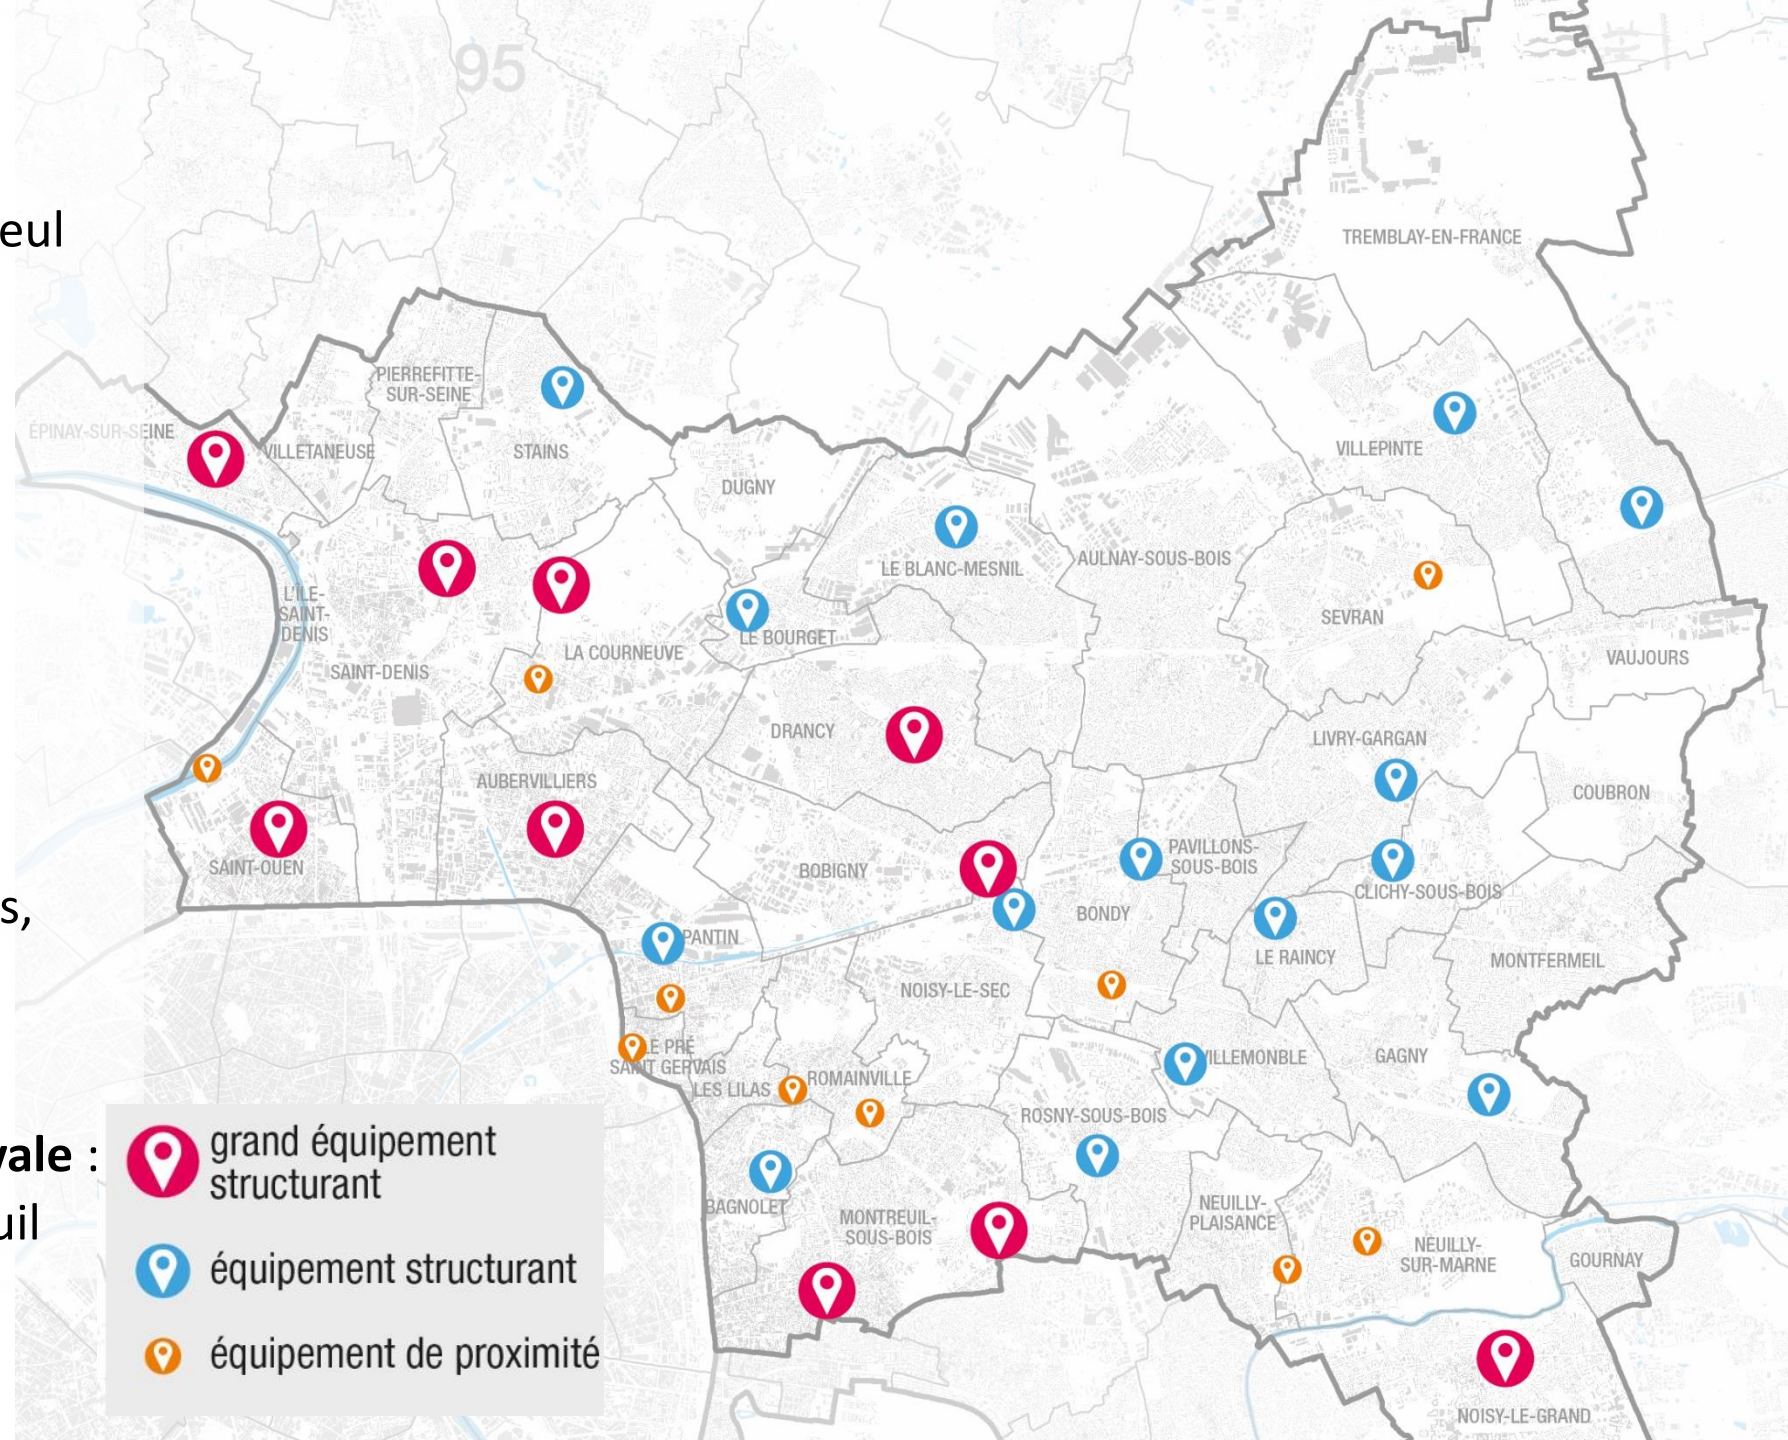 95
eul
TREMBLAY-EN-FRANCE
PIERREFITTE-
SUR-SEINE
ÉPINAY-SUR-SEINE
VILLETANEUSE
STAINS
VILLEPINTE
DUGNY
LE BLANC-MESNIL
AULNAY-SOUS-BOIS
L'ÎLE-
SAINT-
DENIS
SEVRAN
LE BOURGET
LA COURNEUVE
VAUJOURS
SAINT-DENIS
DRANCY
LIVRY-GARGAN
AUBERVILLIERS
COUBRON
SAINT-OUEN
BOBIGNY
PAVILLONS-
SOUS-BOIS
CLICHY-SOUS-BOIS
s,
BONDY
PANTIN
LE RAINCY
MONTFERMEIL
NOISY-LE-SEC
LE PRÉ
SAINT GERVAIS
VILLEMONBLE
GAGNY
LES LILAS
ROMAINVILLE
ROSNY-SOUS-BOIS
vale :
uil
BAGNOLET
MONTREUIL-
SOUS-BOIS
NEUILLY-
PLAISANCE
NEUILLY-
SUR-MARNE
GOURNAY
NOISY-LE-GRAND
grand équipement
structurant
équipement structurant
équipement de proximité